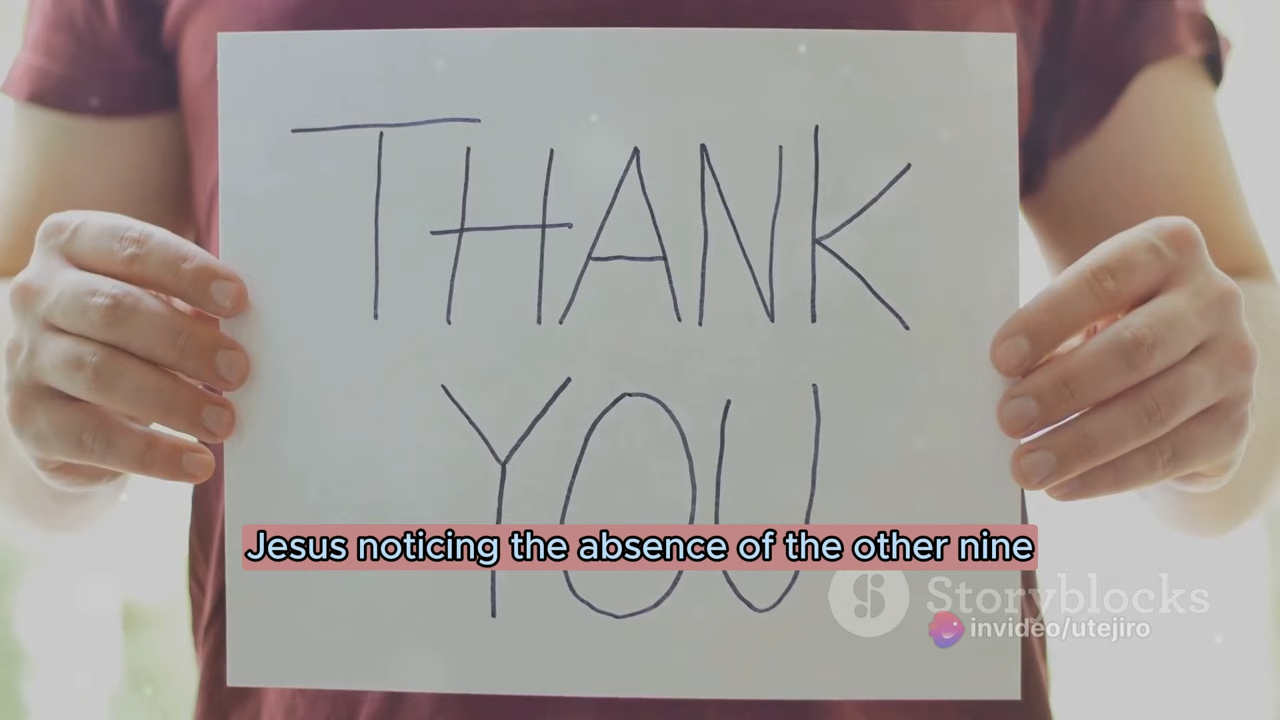 THANK
YOU
Jesus noticing the absence of the other nine
Storyblocks
invideo/utejiro